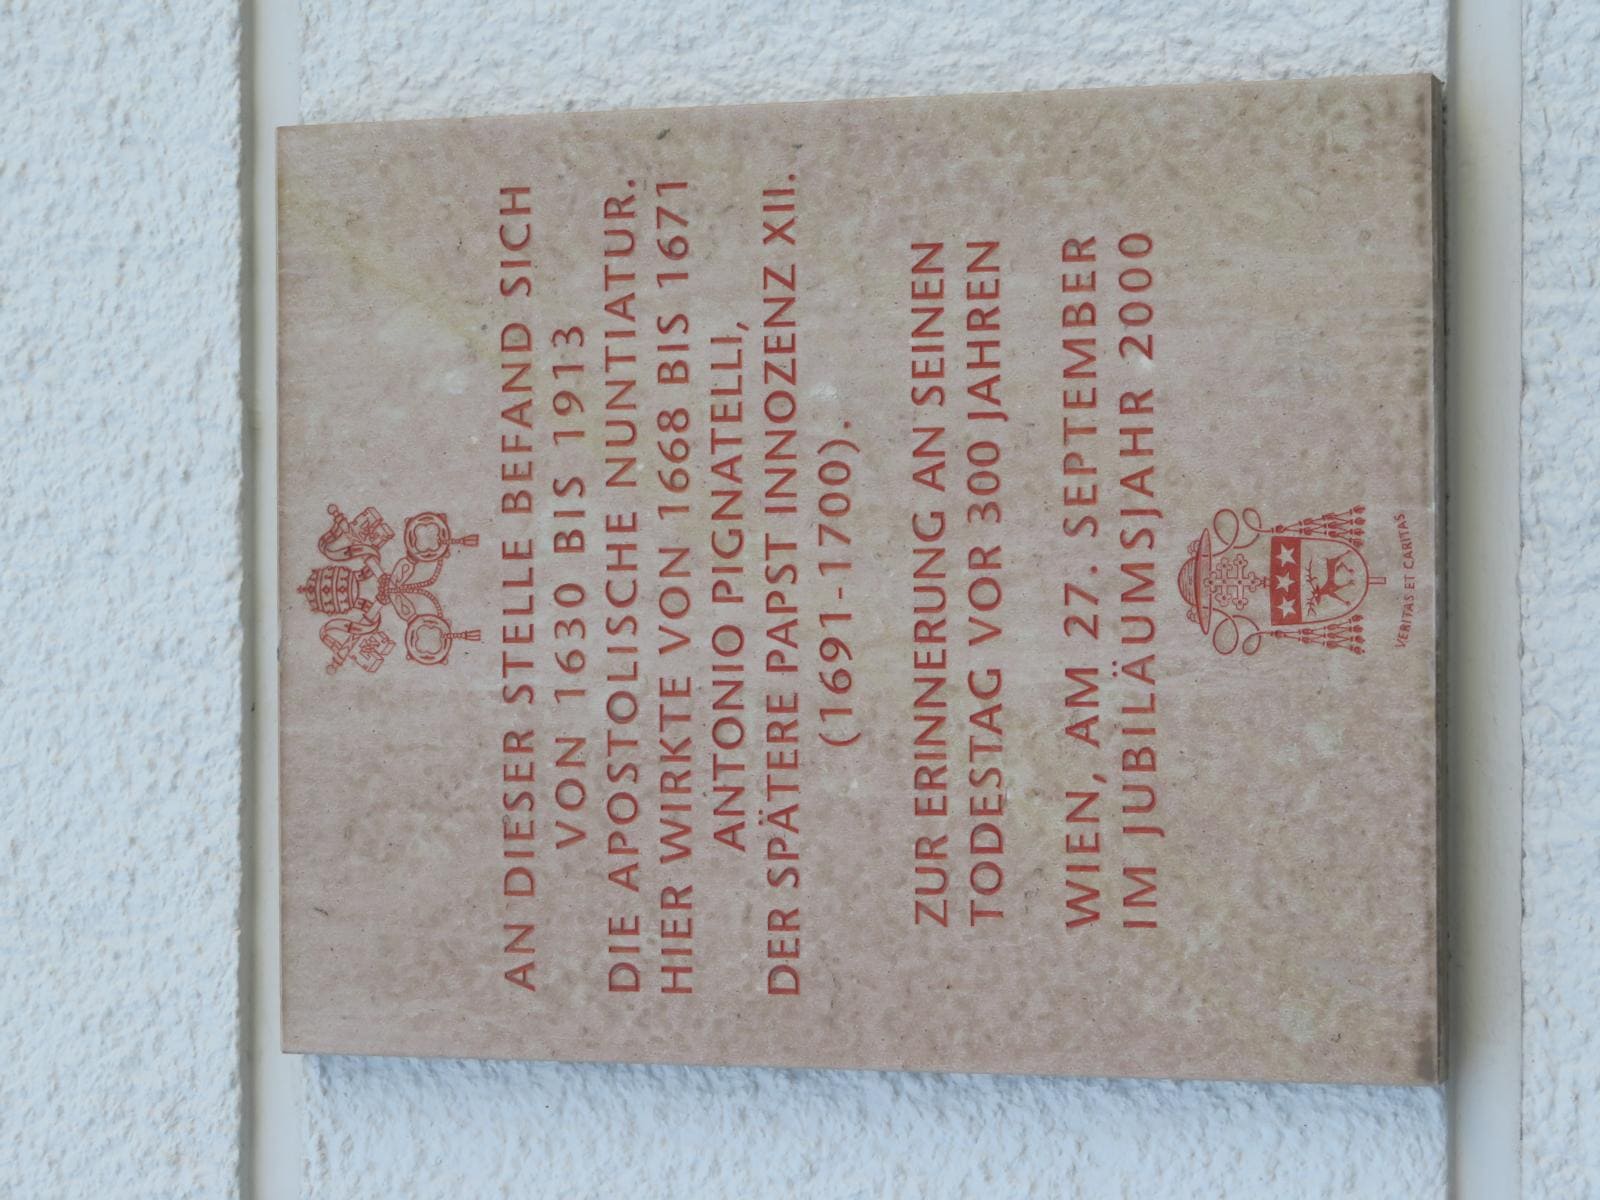 AN DIESER STELLE BEFAND SICH
VON 1630 BIS 1913
DIE APOSTOLISCHE NUNTIATUR.
HIER WIRKTE VON 1668 BIS 1671
ANTONIO PIGNATELLI,
DER SPÄTERE PAPST INNOZENZ XII.
(1691-1700).
ZUR ERINNERUNG AN SEINEN
TODESTAG VOR 300 JAHREN
WIEN, AM 27. SEPTEMBER
IM JUBILÄUMSJAHR 2000
VERITAS ET CARITAS